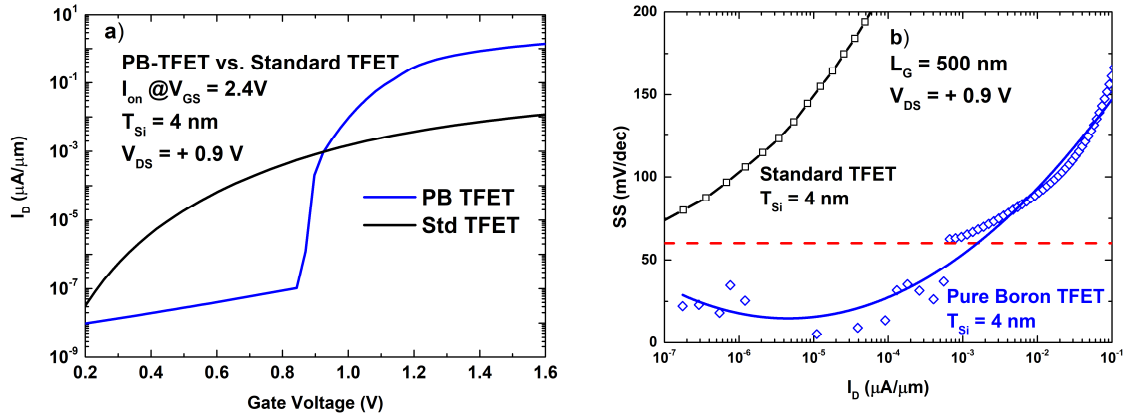 a)
PB-TFET vs. Standard TFET
I_on @V_GS = 2.4V
T_Si = 4 nm
V_DS = + 0.9 V
PB TFET
Std TFET
10^1
10^-1
10^-3
10^-5
10^-7
10^-9
I_D (μA/μm)
0.2 0.4 0.6 0.8 1.0 1.2 1.4 1.6
Gate Voltage (V)
b)
L_G = 500 nm
V_DS = + 0.9 V
Standard TFET
T_Si = 4 nm
Pure Boron TFET
T_Si = 4 nm
200
150
100
50
0
SS (mV/dec)
10^-7 10^-6 10^-5 10^-4 10^-3 10^-2 10^-1
I_D (μA/μm)